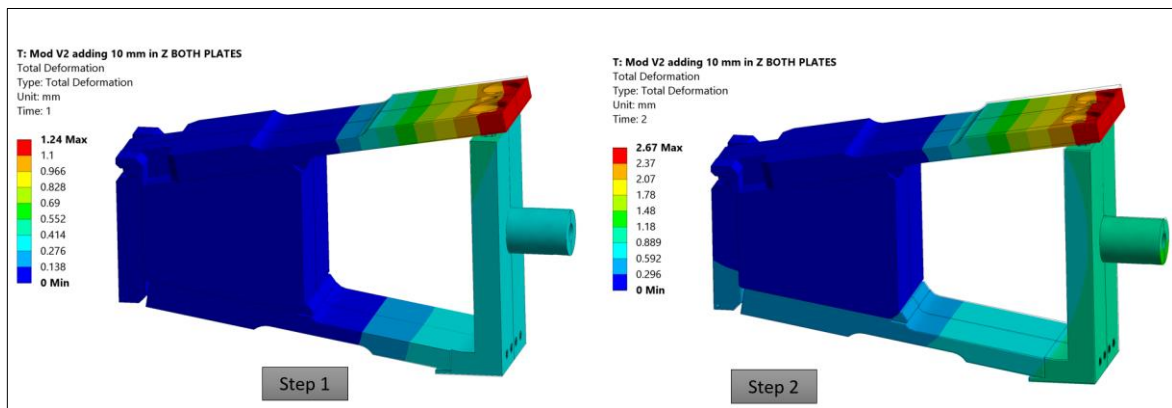 T: Mod V2 adding 10 mm in Z BOTH PLATES
Total Deformation
Type: Total Deformation
Unit: mm
Time: 1
1.24 Max
1.1
0.966
0.828
0.69
0.552
0.414
0.276
0.138
0 Min
Step 1
T: Mod V2 adding 10 mm in Z BOTH PLATES
Total Deformation
Type: Total Deformation
Unit: mm
Time: 2
2.67 Max
2.37
2.07
1.78
1.48
1.18
0.889
0.592
0.296
0 Min
Step 2